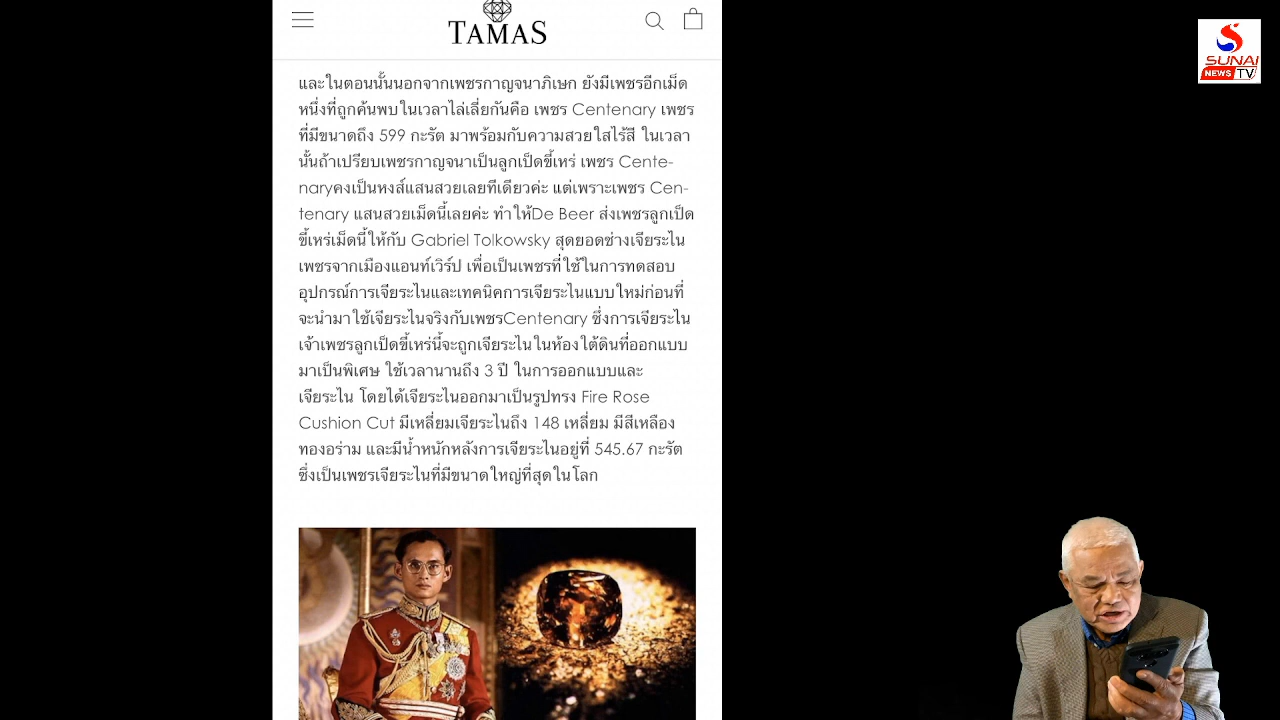 TAMAS
SUNAI
NEWS TV
และในตอนนั้นนอกจากเพชรกาญจนาภิเษก ยังมีเพชรอีกเม็ด
หนึ่งที่ถูกค้นพบในเวลาไล่เลี่ยกันคือ เพชร Centenary เพชร
ที่มีขนาดถึง 599 กะรัต มาพร้อมกับความสวยใสไร้สี ในเวลา
นั้นถ้าเปรียบเพชรกาญจนาเป็นลูกเป็ดขี้เหร่ เพชร Cente-
naryคงเป็นหงส์แสนสวยเลยทีเดียวค่ะ แต่เพราะเพชร Cen-
tenary แสนสวยเม็ดนี้เลยค่ะ ทำให้De Beer ส่งเพชรลูกเป็ด
ขี้เหร่เม็ดนี้ให้กับ Gabriel Tolkowsky สุดยอดช่างเจียระไน
เพชรจากเมืองแอนท์เวิร์ป เพื่อเป็นเพชรที่ใช้ในการทดสอบ
อุปกรณ์การเจียระไนและเทคนิคการเจียระไนแบบใหม่ก่อนที่
จะนำมาใช้เจียระไนจริงกับเพชรCentenary ซึ่งการเจียระไน
เจ้าเพชรลูกเป็ดขี้เหร่นี้จะถูกเจียระไนในห้องใต้ดินที่ออกแบบ
มาเป็นพิเศษ ใช้เวลานานถึง 3 ปี ในการออกแบบและ
เจียระไน โดยได้เจียระไนออกมาเป็นรูปทรง Fire Rose
Cushion Cut มีเหลี่ยมเจียระไนถึง 148 เหลี่ยม มีสีเหลือง
ทองอร่าม และมีน้ำหนักหลังการเจียระไนอยู่ที่ 545.67 กะรัต
ซึ่งเป็นเพชรเจียระไนที่มีขนาดใหญ่ที่สุดในโลก